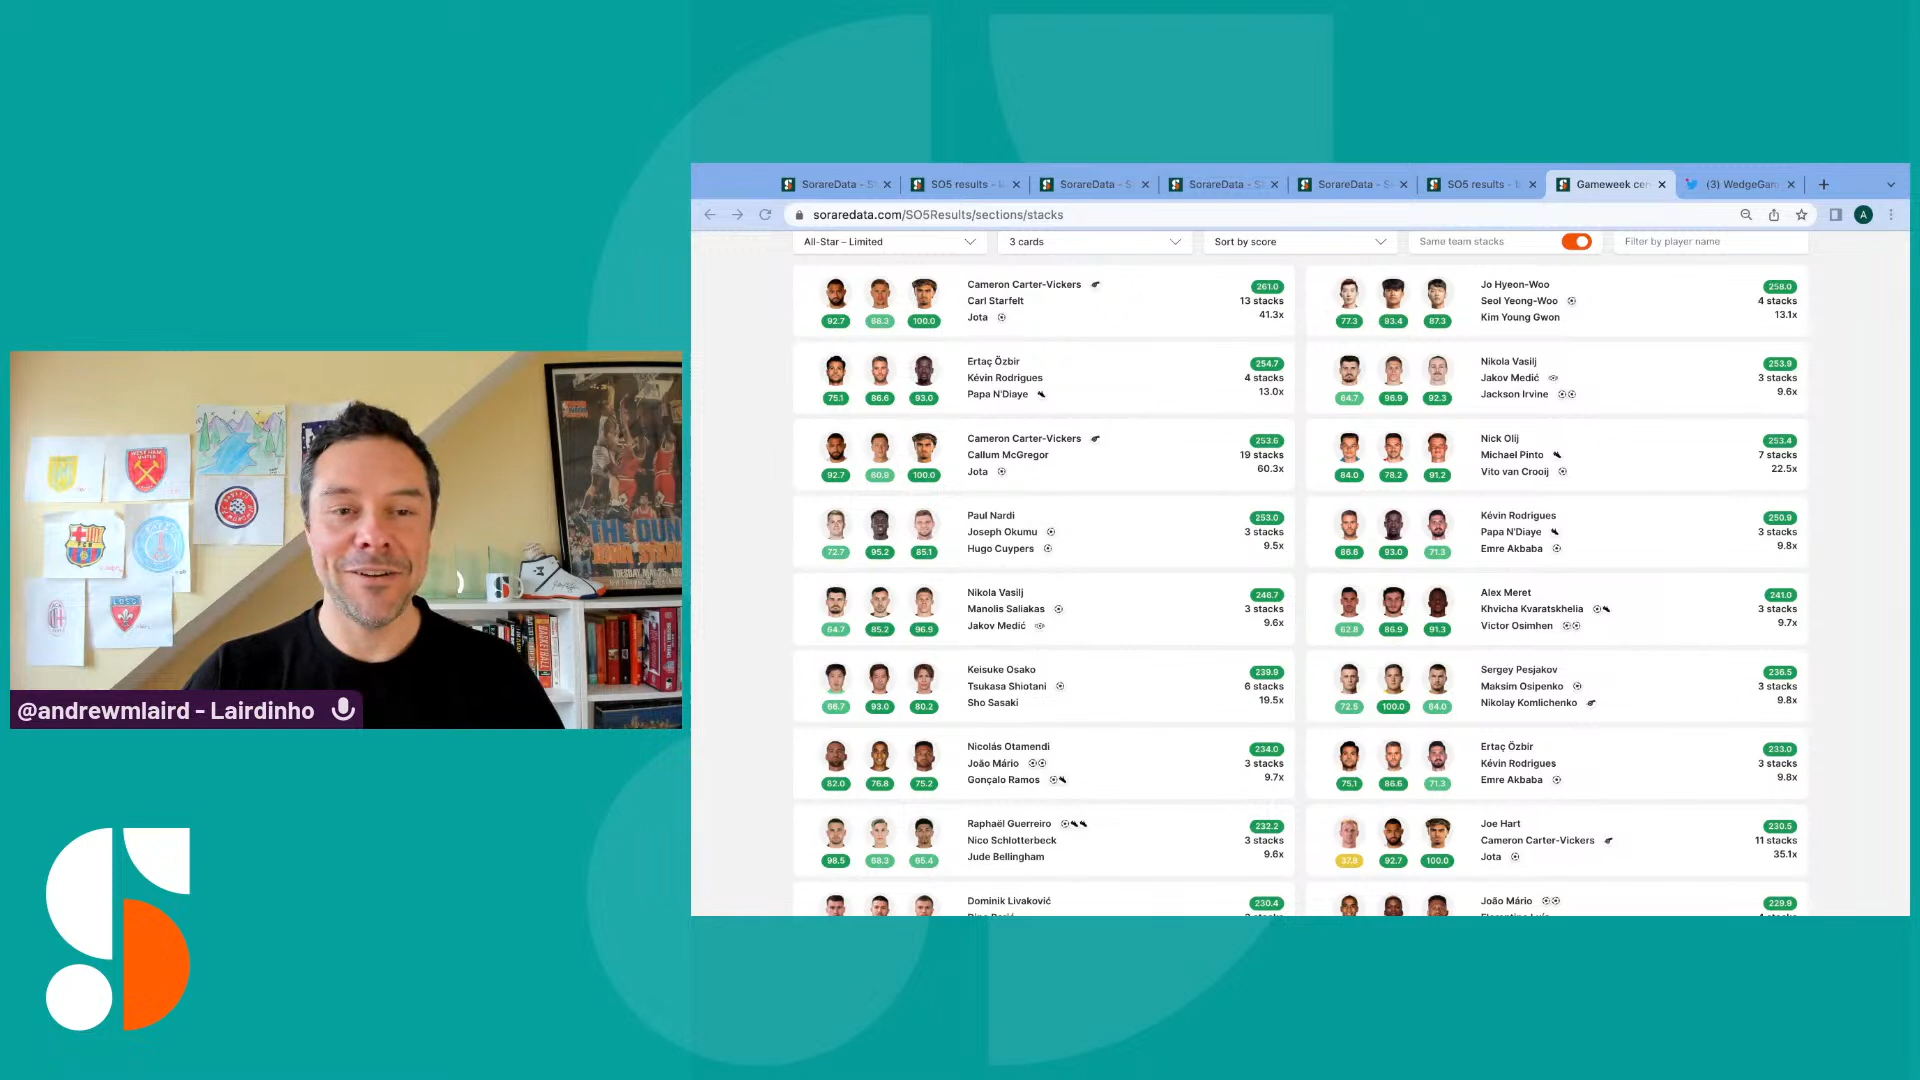 SorareData - S
SO5 results -
SorareData - S
SorareData - S
SorareData - S
SO5 results - 1
Gameweek cen
(3) WedgeGar
soraredata.com/SO5Results/sections/stacks
A
All-Star – Limited
3 cards
Sort by score
Same team stacks
Filter by player name
Cameron Carter-Vickers
Carl Starfelt
Jota
92.7 68.3 100.0
261.0
13 stacks
41.3x
Jo Hyeon-Woo
Seol Yeong-Woo
Kim Young Gwon
77.3 93.4 87.3
258.0
4 stacks
13.1x
Ertaç Özbir
Kévin Rodrigues
Papa N'Diaye
75.1 86.6 93.0
254.7
4 stacks
13.0x
Nikola Vasilj
Jakov Medić
Jackson Irvine
64.7 96.9 92.3
253.9
3 stacks
9.6x
Cameron Carter-Vickers
Callum McGregor
Jota
92.7 60.9 100.0
253.6
19 stacks
60.3x
Nick Olij
Michael Pinto
Vito van Crooij
84.0 78.2 91.2
253.4
7 stacks
22.5x
Paul Nardi
Joseph Okumu
Hugo Cuypers
72.7 95.2 85.1
253.0
3 stacks
9.5x
Kévin Rodrigues
Papa N'Diaye
Emre Akbaba
86.6 93.0 71.3
250.9
3 stacks
9.8x
Nikola Vasilj
Manolis Saliakas
Jakov Medić
64.7 85.2 96.9
246.7
3 stacks
9.6x
Alex Meret
Khvicha Kvaratskhelia
Victor Osimhen
62.8 86.9 91.3
241.0
3 stacks
9.7x
Keisuke Osako
Tsukasa Shiotani
Sho Sasaki
66.7 93.0 80.2
239.9
6 stacks
19.5x
Sergey Pesjakov
Maksim Osipenko
Nikolay Komlichenko
72.5 100.0 64.0
236.5
3 stacks
9.8x
Nicolás Otamendi
João Mário
Gonçalo Ramos
82.0 76.8 75.2
234.0
3 stacks
9.7x
Ertaç Özbir
Kévin Rodrigues
Emre Akbaba
75.1 86.6 71.3
233.0
3 stacks
9.8x
Raphaël Guerreiro
Nico Schlotterbeck
Jude Bellingham
98.5 68.3 65.4
232.2
3 stacks
9.6x
Joe Hart
Cameron Carter-Vickers
Jota
37.8 92.7 100.0
230.5
11 stacks
35.1x
Dominik Livaković
230.4
João Mário
229.9
THE DUN
TUESDAY, MAY 25, 19
WEST HAM
UNITED
LOSC
BASKETBALL
@andrewmlaird - Lairdinho